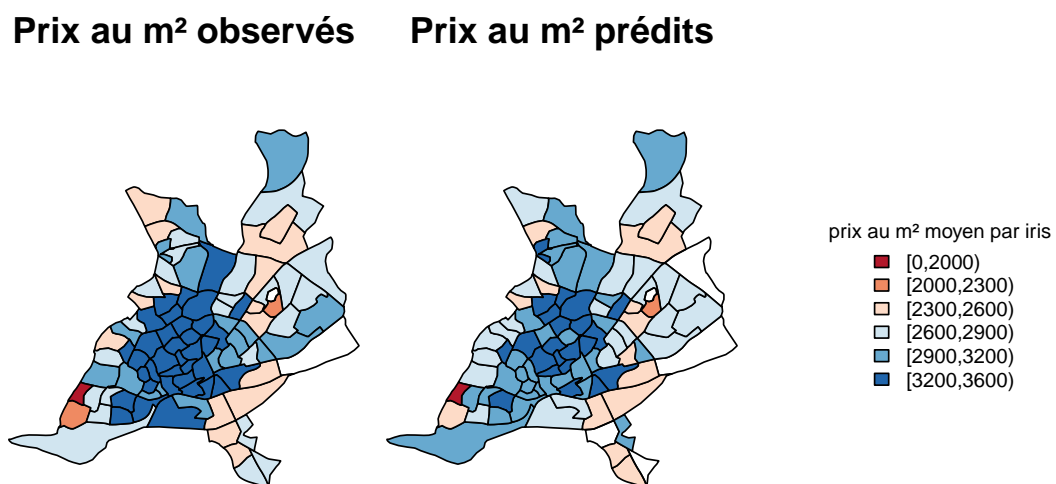 Prix au m² observés
Prix au m² prédits
prix au m² moyen par iris
[0,2000)
[2000,2300)
[2300,2600)
[2600,2900)
[2900,3200)
[3200,3600)